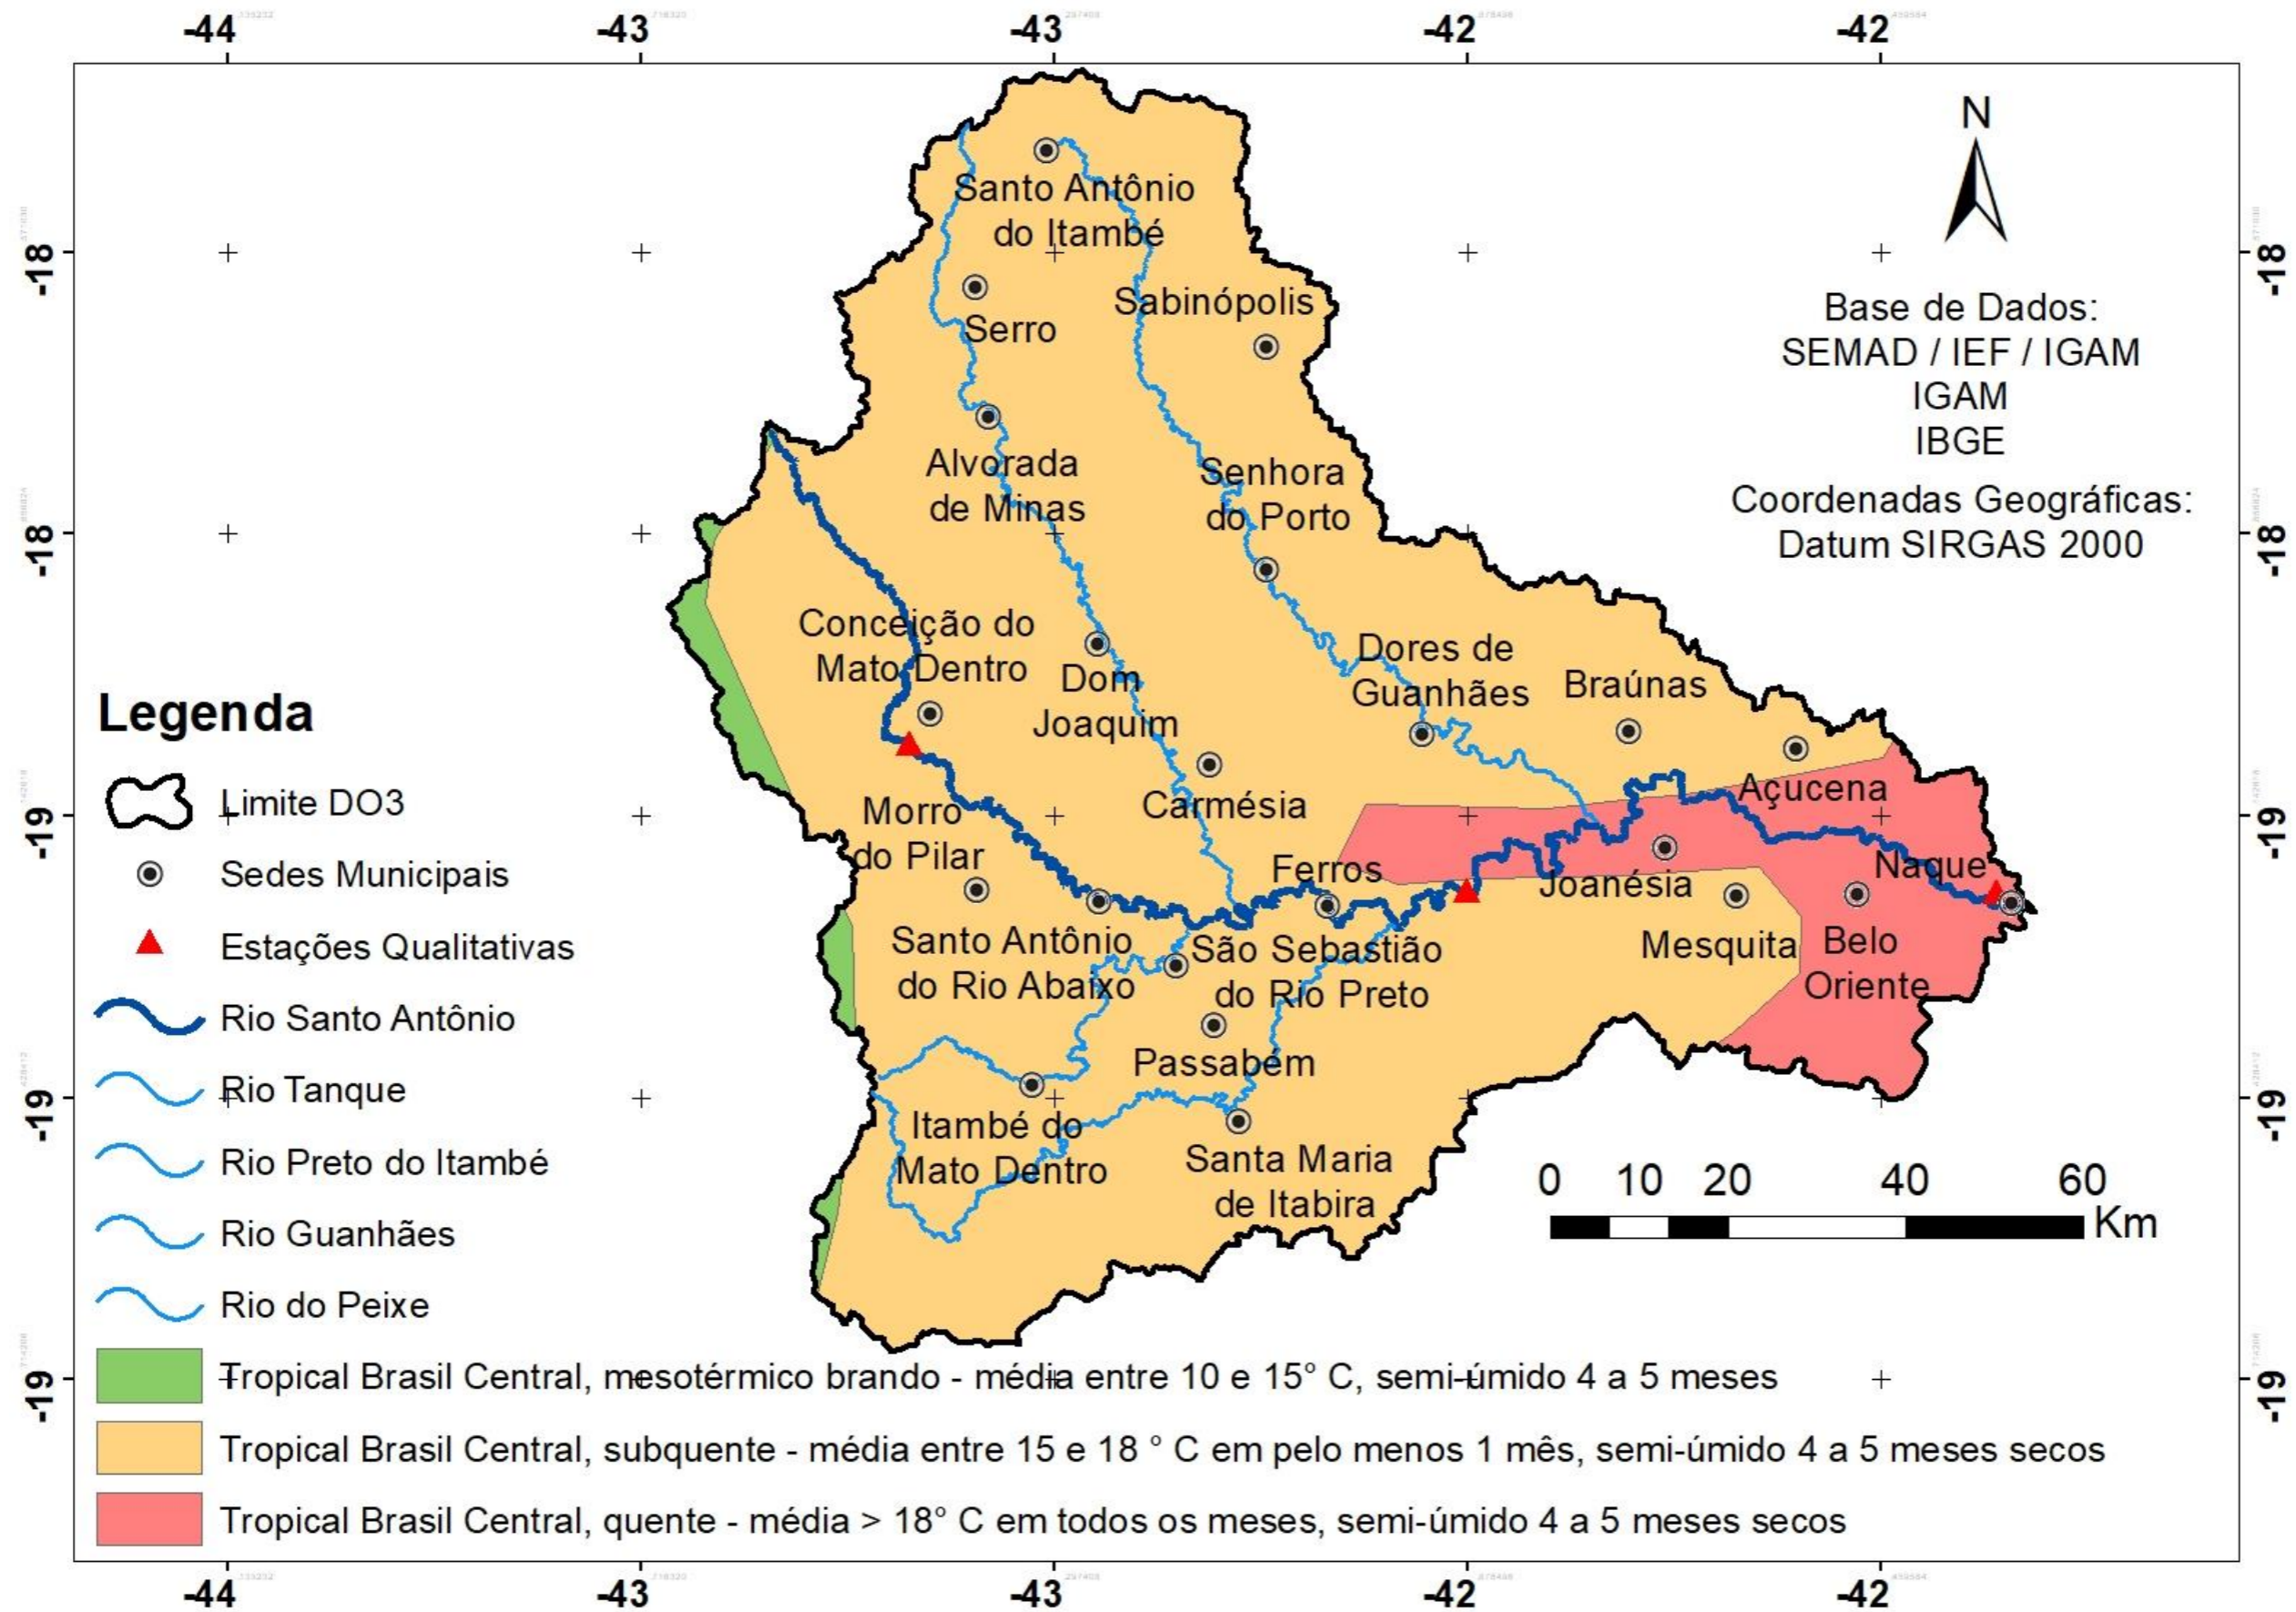 -44 -43 -43 -42 -42
N
-18 -18
Base de Dados:
SEMAD / IEF / IGAM
IGAM
IBGE
Coordenadas Geográficas:
Datum SIRGAS 2000
-18 -18
Santo Antônio
do Itambé
Sabinópolis
Serro
Alvorada
de Minas
Senhora
do Porto
Conceição do
Mato Dentro
Dom
Joaquim
Dores de
Guanhães
Braúnas
Açucena
Carmésia
Morro
do Pilar
-19 -19
Ferros
Joanésia
Naque
Santo Antônio
do Rio Abaixo
São Sebastião
do Rio Preto
Mesquita
Belo
Oriente
Passabém
Itambé do
Mato Dentro
Santa Maria
de Itabira
-19 -19
0 10 20 40 60
Km
Legenda
Limite DO3
Sedes Municipais
Estações Qualitativas
Rio Santo Antônio
Rio Tanque
Rio Preto do Itambé
Rio Guanhães
Rio do Peixe
-19 -19
Tropical Brasil Central, mesotérmico brando - média entre 10 e 15° C, semi-úmido 4 a 5 meses
Tropical Brasil Central, subquente - média entre 15 e 18 ° C em pelo menos 1 mês, semi-úmido 4 a 5 meses secos
Tropical Brasil Central, quente - média > 18° C em todos os meses, semi-úmido 4 a 5 meses secos
-44 -43 -43 -42 -42